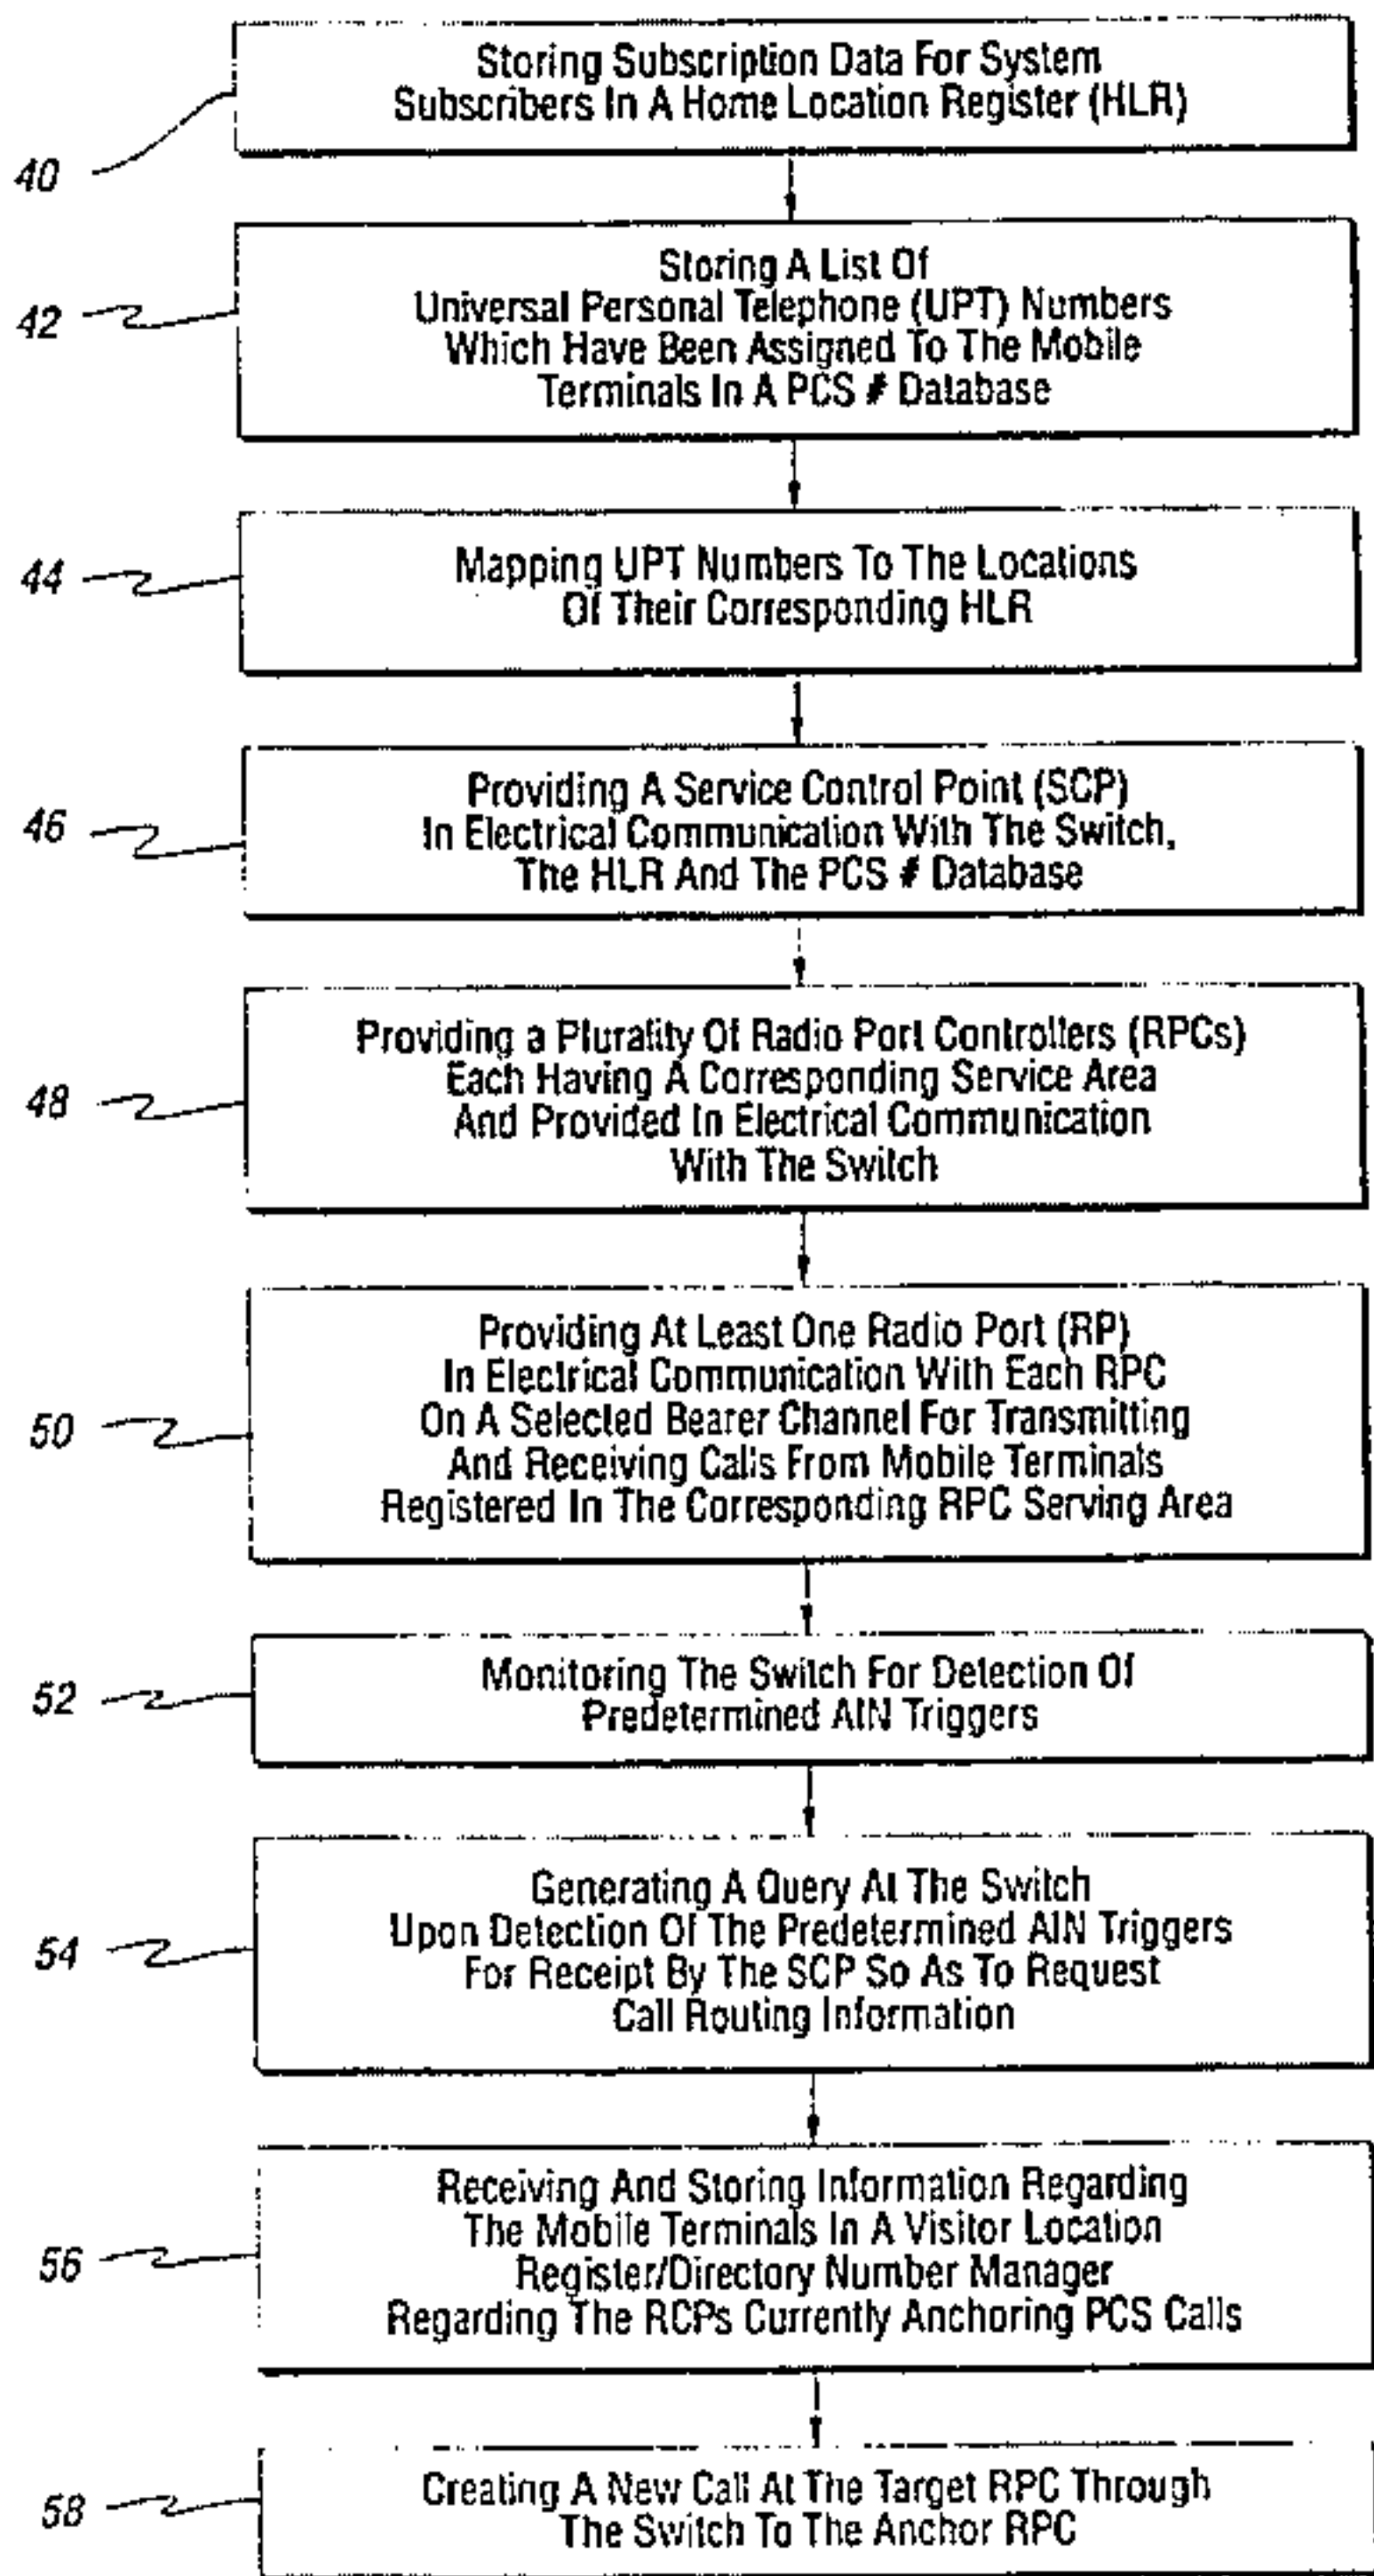 Storing Subscription Data For System
Subscribers In A Home Location Register (HLR)
40
Storing A List Of
Universal Personal Telephone (UPT) Numbers
Which Have Been Assigned To The Mobile
Terminals In A PCS # Database
42
Mapping UPT Numbers To The Locations
Of Their Corresponding HLR
44
Providing A Service Control Point (SCP)
In Electrical Communication With The Switch,
The HLR And The PCS # Database
46
Providing a Plurality Of Radio Port Controllers (RPCs)
Each Having A Corresponding Service Area
And Provided In Electrical Communication
With The Switch
48
Providing At Least One Radio Port (RP)
In Electrical Communication With Each RPC
On A Selected Bearer Channel For Transmitting
And Receiving Calls From Mobile Terminals
Registered In The Corresponding RPC Serving Area
50
Monitoring The Switch For Detection Of
Predetermined AIN Triggers
52
Generating A Query At The Switch
Upon Detection Of The Predetermined AIN Triggers
For Receipt By The SCP So As To Request
Call Routing Information
54
Receiving And Storing Information Regarding
The Mobile Terminals In A Visitor Location
Register/Directory Number Manager
Regarding The RCPs Currently Anchoring PCS Calls
56
Creating A New Call At The Target RPC Through
The Switch To The Anchor RPC
58